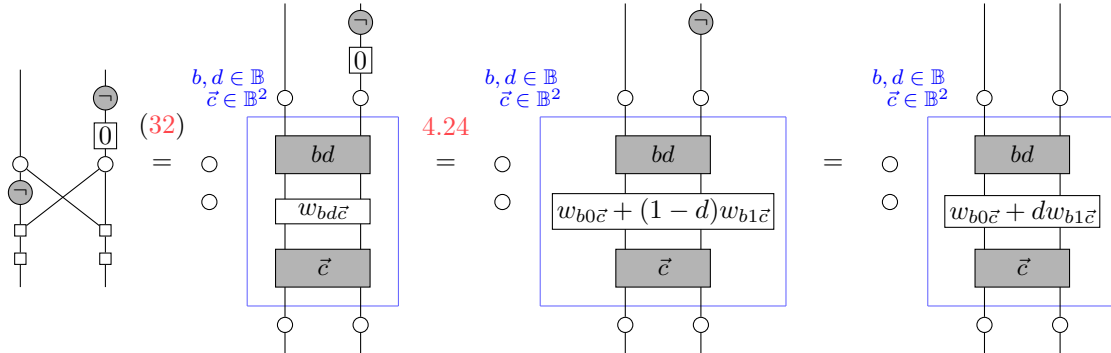 ¬
0
¬
(32)
=
b, d ∈ 𝔹
c⃗ ∈ 𝔹²
¬
0
bd
w_{bdc⃗}
c⃗
4.24
=
b, d ∈ 𝔹
c⃗ ∈ 𝔹²
¬
bd
w_{b0c⃗} + (1 − d)w_{b1c⃗}
c⃗
=
b, d ∈ 𝔹
c⃗ ∈ 𝔹²
bd
w_{b0c⃗} + dw_{b1c⃗}
c⃗